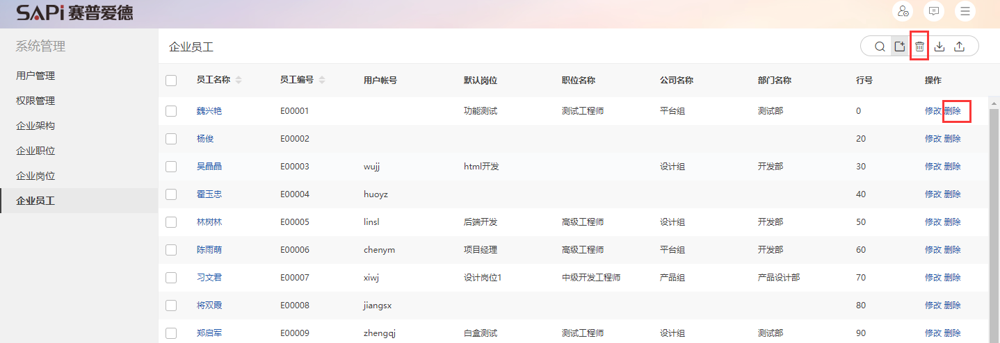 SAPi 赛普爱德
系统管理
用户管理
权限管理
企业架构
企业职位
企业岗位
企业员工
企业员工
员工名称 员工编号 用户帐号 默认岗位 职位名称 公司名称 部门名称 行号 操作
魏兴艳 E00001 功能测试 测试工程师 平台组 测试部 0 修改 删除
杨俊 E00002 20 修改 删除
吴晶晶 E00003 wujj html开发 设计组 开发部 30 修改 删除
霍玉忠 E00004 huoyz 40 修改 删除
林树林 E00005 linsl 后端开发 高级工程师 设计组 开发部 50 修改 删除
陈雨萌 E00006 chenym 项目经理 高级工程师 平台组 开发部 60 修改 删除
习文君 E00007 xiwj 设计岗位1 中级开发工程师 产品组 产品设计部 70 修改 删除
将双霞 E00008 jiangsx 80 修改 删除
郑启军 E00009 zhengqj 白盒测试 测试工程师 设计组 测试部 90 修改 删除